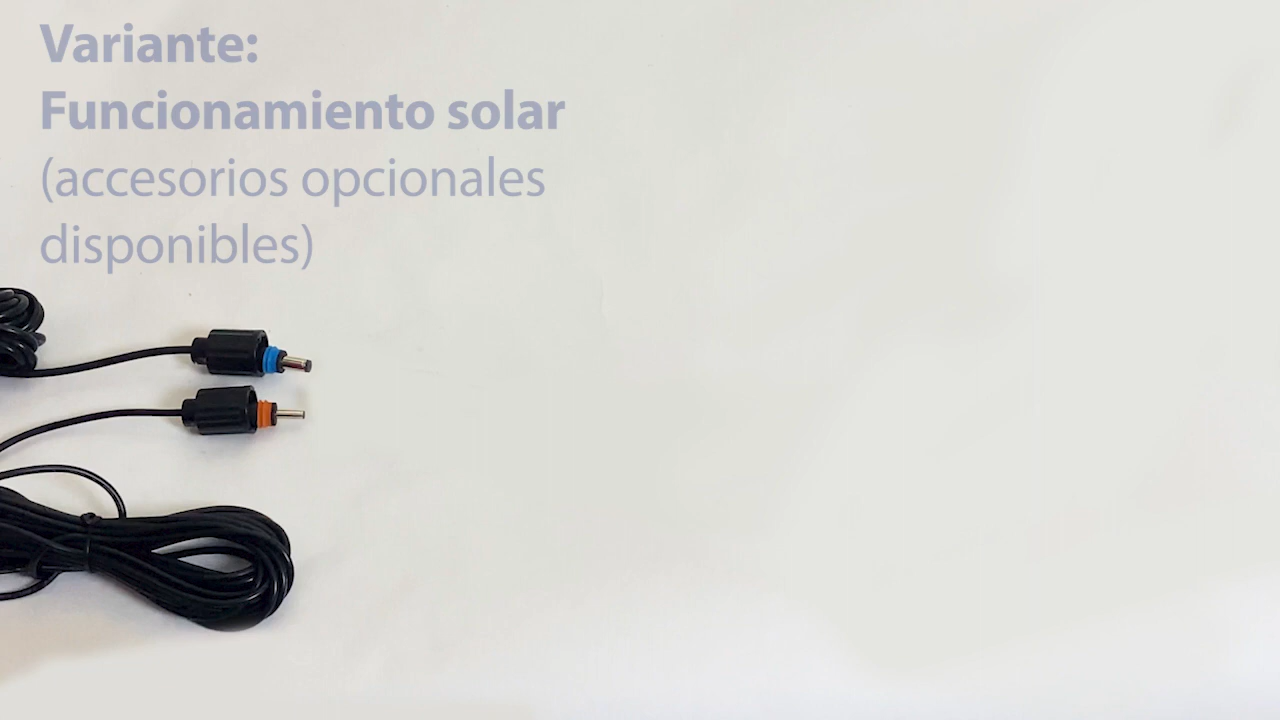 Variante:
Funcionamiento solar
(accesorios opcionales
disponibles)